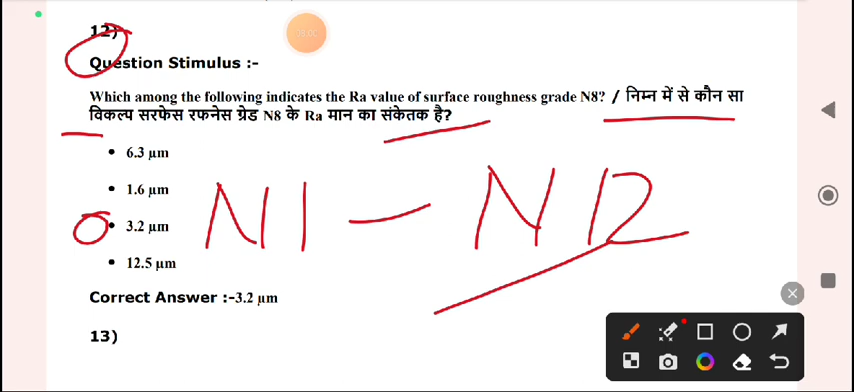 12)
Question Stimulus :-
Which among the following indicates the Ra value of surface roughness grade N8? / निम्न में से कौन सा
विकल्प सरफेस रफनेस ग्रेड N8 के Ra मान का संकेतक है?
• 6.3 µm
• 1.6 µm
• 3.2 µm
• 12.5 µm
N1 — N12
Correct Answer :-3.2 µm
13)